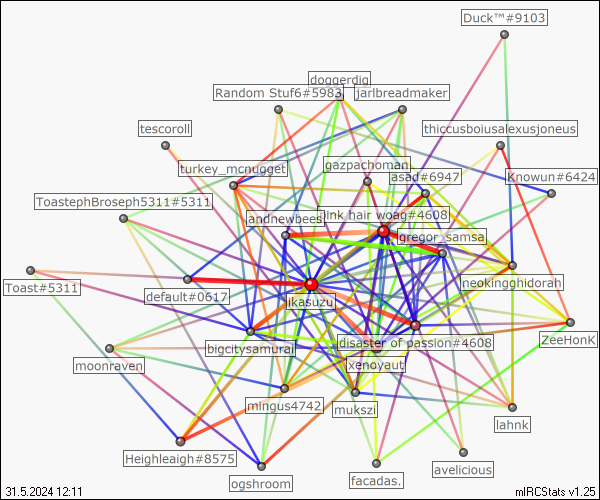 Duck™#9103
doggerdig
Random Stuf6#5983
jarlbreadmaker
tescoroll
thiccusboiusalexusjoneus
gazpachoman
turkey_mcnugget
asad#6947
Knowun#6424
ToastephBroseph5311#5311
andnewbees
pink hair woag#4608
gregor_samsa
Toast#5311
default#0617
ikasuzu
neokingghidorah
bigcitysamurai
disaster of passion#4608
ZeeHonK
moonraven
xenoyaut
mingus4742
mukszi
lahnk
Heighleaigh#8575
ogshroom
facadas.
avelicious
31.5.2024 12:11
mIRCStats v1.25